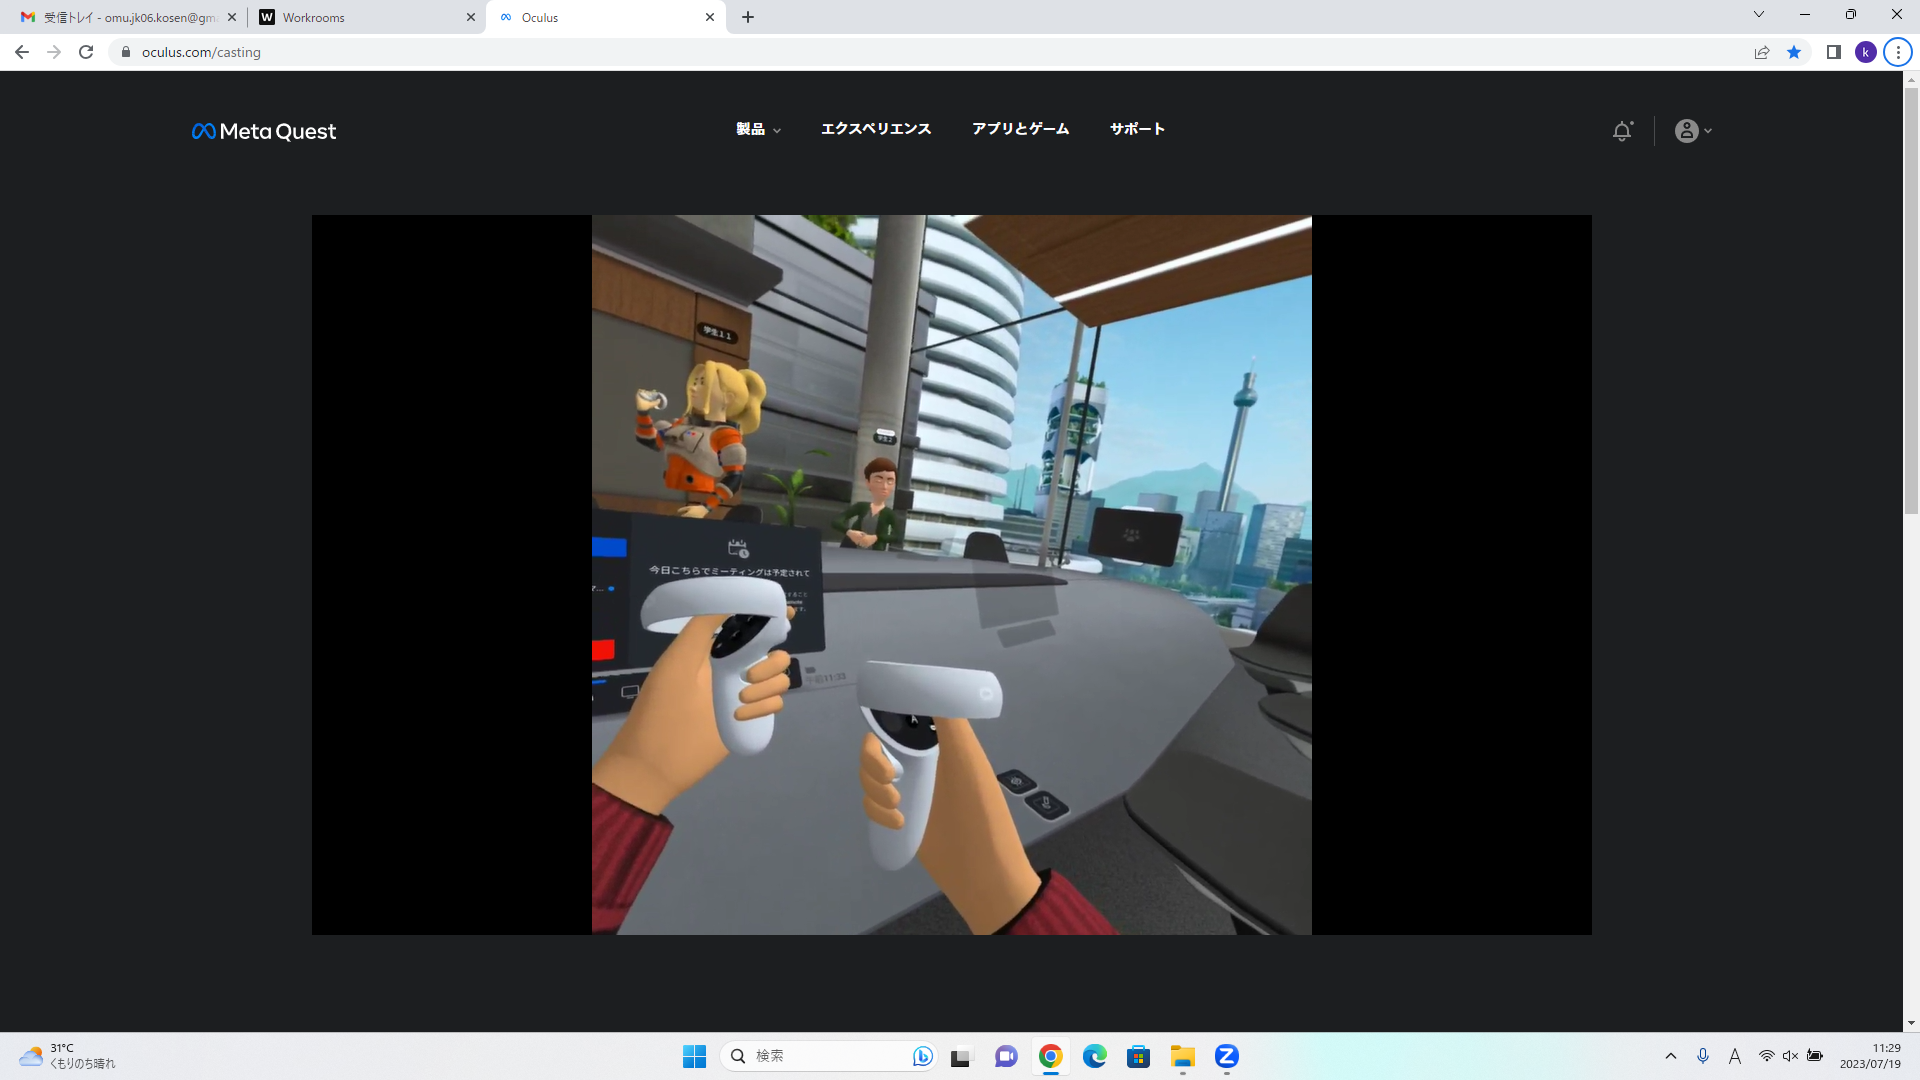 受信トレイ - omu.jk06.kosen@gm
W Workrooms
Oculus
oculus.com/casting
k
Meta Quest
製品
エクスペリエンス
アプリとゲーム
サポート
学生1 1
学生2
今日こちらでミーティングは予定されて
午前11:33
A
31°C
くもりのち晴れ
検索
A
11:29
2023/07/19